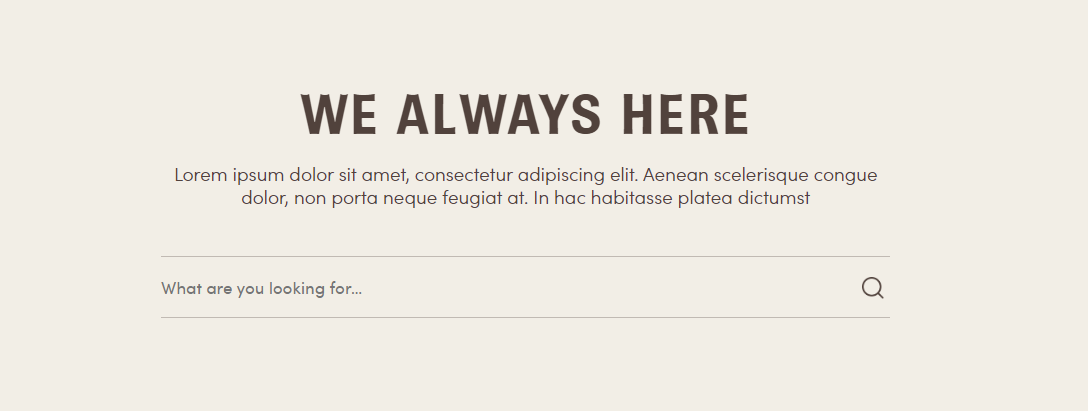 WE ALWAYS HERE
Lorem ipsum dolor sit amet, consectetur adipiscing elit. Aenean scelerisque congue
dolor, non porta neque feugiat at. In hac habitasse platea dictumst
What are you looking for...